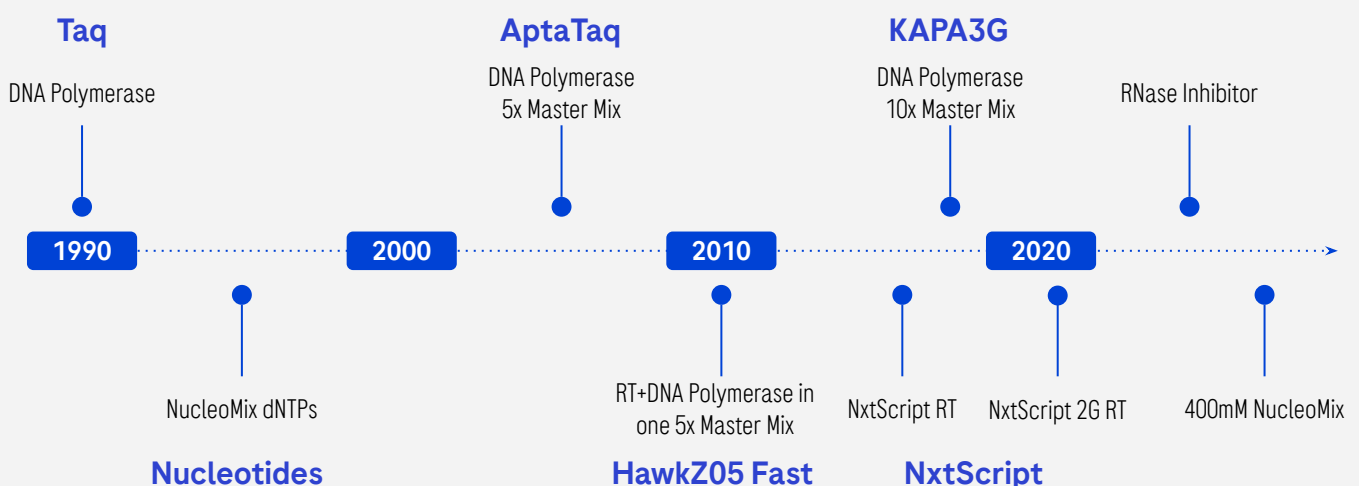 Taq
DNA Polymerase
AptaTaq
DNA Polymerase
5x Master Mix
KAPA3G
DNA Polymerase
10x Master Mix
RNase Inhibitor
1990
2000
2010
2020
NucleoMix dNTPs
Nucleotides
RT+DNA Polymerase in
one 5x Master Mix
HawkZ05 Fast
NxtScript RT
NxtScript 2G RT
NxtScript
400mM NucleoMix